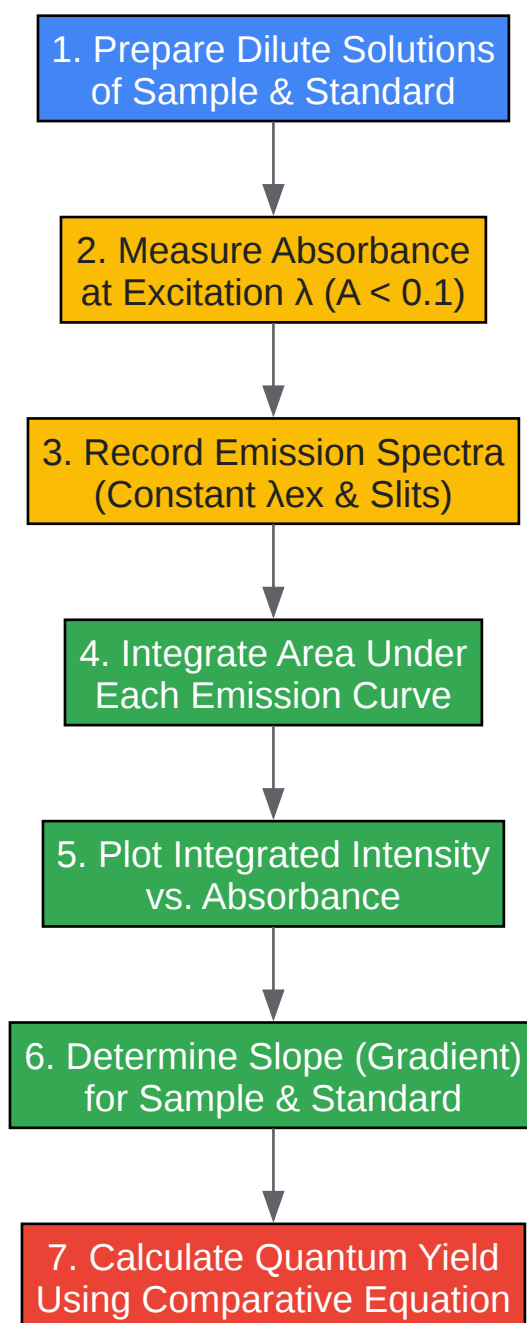 1. Prepare Dilute Solutions
of Sample & Standard
2. Measure Absorbance
at Excitation λ (A < 0.1)
3. Record Emission Spectra
(Constant λex & Slits)
4. Integrate Area Under
Each Emission Curve
5. Plot Integrated Intensity
vs. Absorbance
6. Determine Slope (Gradient)
for Sample & Standard
7. Calculate Quantum Yield
Using Comparative Equation